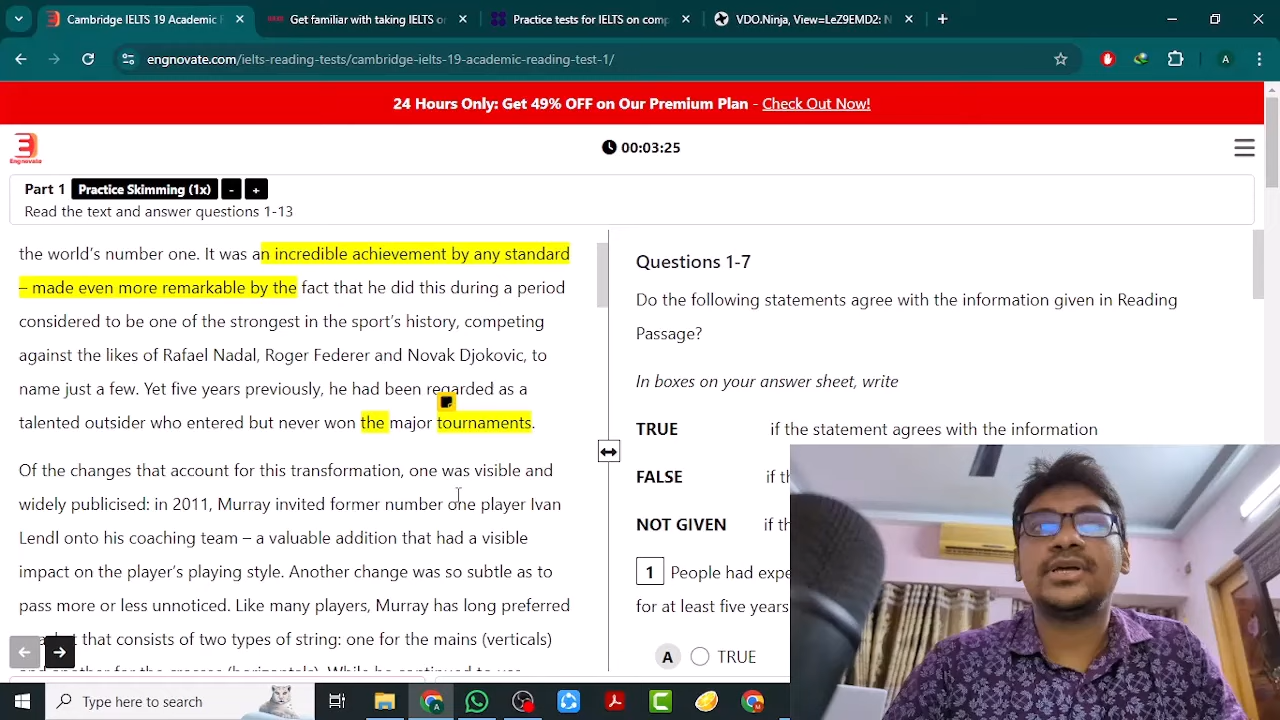 Cambridge IELTS 19 Academic R
Get familiar with taking IELTS on
Practice tests for IELTS on comp
VDO.Ninja, View=LeZ9EMD2: N
engnovate.com/ielts-reading-tests/cambridge-ielts-19-academic-reading-test-1/
A
24 Hours Only: Get 49% OFF on Our Premium Plan - Check Out Now!
Engnovate
00:03:25
Part 1 Practice Skimming (1x) - +
Read the text and answer questions 1-13
the world's number one. It was an incredible achievement by any standard
– made even more remarkable by the fact that he did this during a period
considered to be one of the strongest in the sport's history, competing
against the likes of Rafael Nadal, Roger Federer and Novak Djokovic, to
name just a few. Yet five years previously, he had been regarded as a
talented outsider who entered but never won the major tournaments.
Of the changes that account for this transformation, one was visible and
widely publicised: in 2011, Murray invited former number one player Ivan
Lendl onto his coaching team – a valuable addition that had a visible
impact on the player's playing style. Another change was so subtle as to
pass more or less unnoticed. Like many players, Murray has long preferred
that consists of two types of string: one for the mains (verticals)
Questions 1-7
Do the following statements agree with the information given in Reading
Passage?
In boxes on your answer sheet, write
TRUE if the statement agrees with the information
FALSE if th
NOT GIVEN if th
1 People had expe
for at least five years
A TRUE
Type here to search